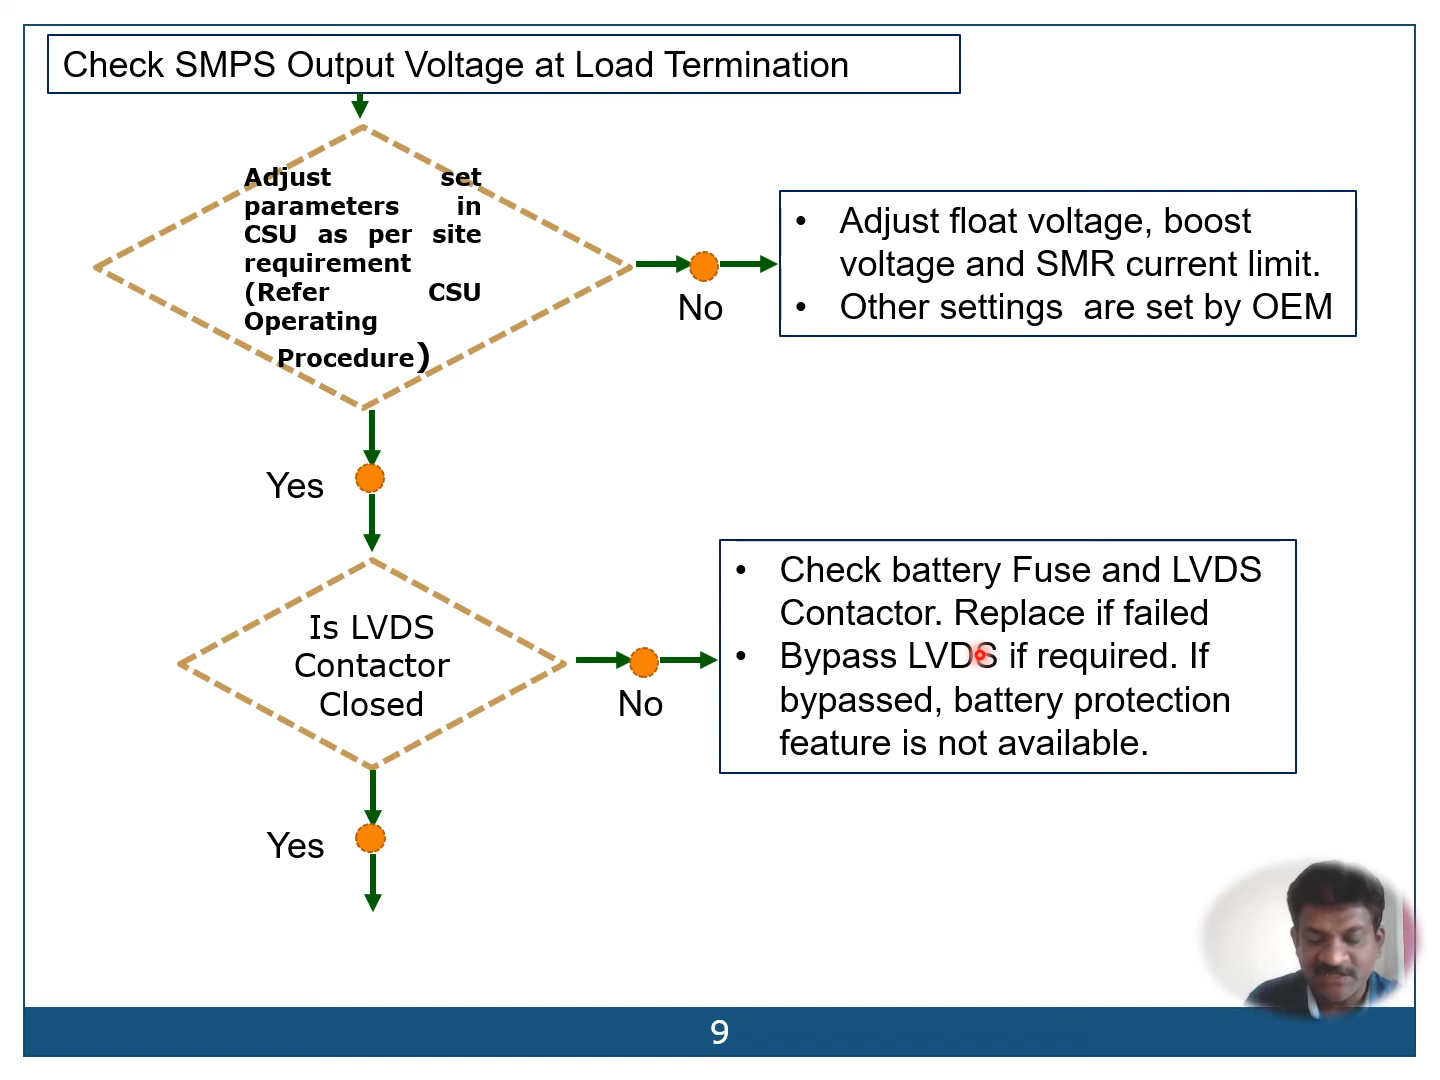 Check SMPS Output Voltage at Load Termination
Adjust set
parameters in
CSU as per site
requirement
(Refer CSU
Operating
Procedure)
• Adjust float voltage, boost
voltage and SMR current limit.
• Other settings are set by OEM
No
Yes
Is LVDS
Contactor
Closed
• Check battery Fuse and LVDS
Contactor. Replace if failed
• Bypass LVDS if required. If
bypassed, battery protection
feature is not available.
No
Yes
9